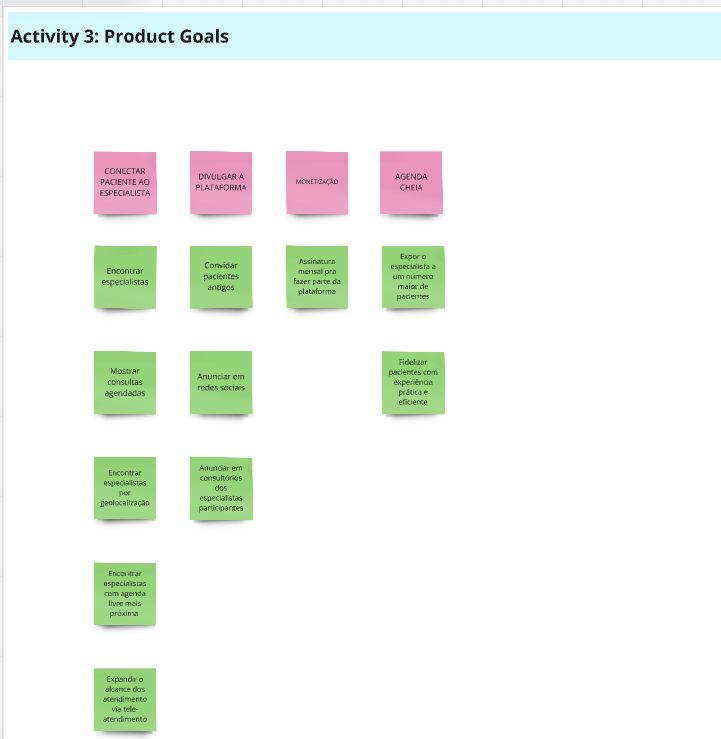 Activity 3: Product Goals
CONECTAR
PACIENTE AO
ESPECIALISTA
DIVULGAR A
PLATAFORMA
MONETIZAÇÃO
AGENDA
CHEIA
Encontrar
especialistas
Convidar
pacientes
antigos
Assinatura
mensal pra
fazer parte da
plataforma
Expor o
especialista a
um número
maior de
pacientes
Mostrar
consultas
agendadas
Anunciar em
redes sociais
Fidelizar
pacientes com
experiência
prática e
eficiente
Encontrar
especialistas
por
geolocalização
Anunciar em
consultórios
dos
especialistas
participantes
Encontrar
especialistas
com agenda
livre mais
próxima
Expandir o
alcance dos
atendimento
via tele-
atendimento